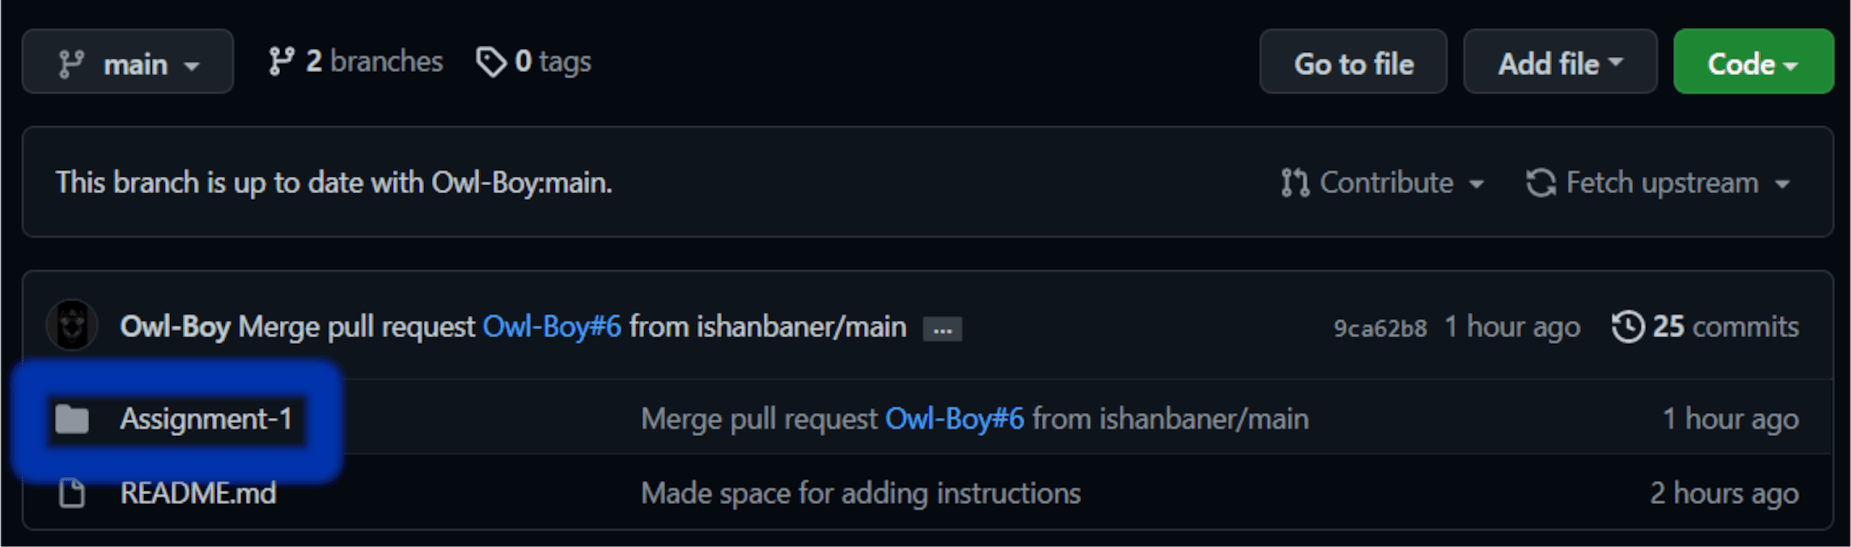 main 2 branches 0 tags Go to file Add file Code
This branch is up to date with Owl-Boy:main. Contribute Fetch upstream
Owl-Boy Merge pull request Owl-Boy#6 from ishanbaner/main ... 9ca62b8 1 hour ago 25 commits
Assignment-1 Merge pull request Owl-Boy#6 from ishanbaner/main 1 hour ago
README.md Made space for adding instructions 2 hours ago